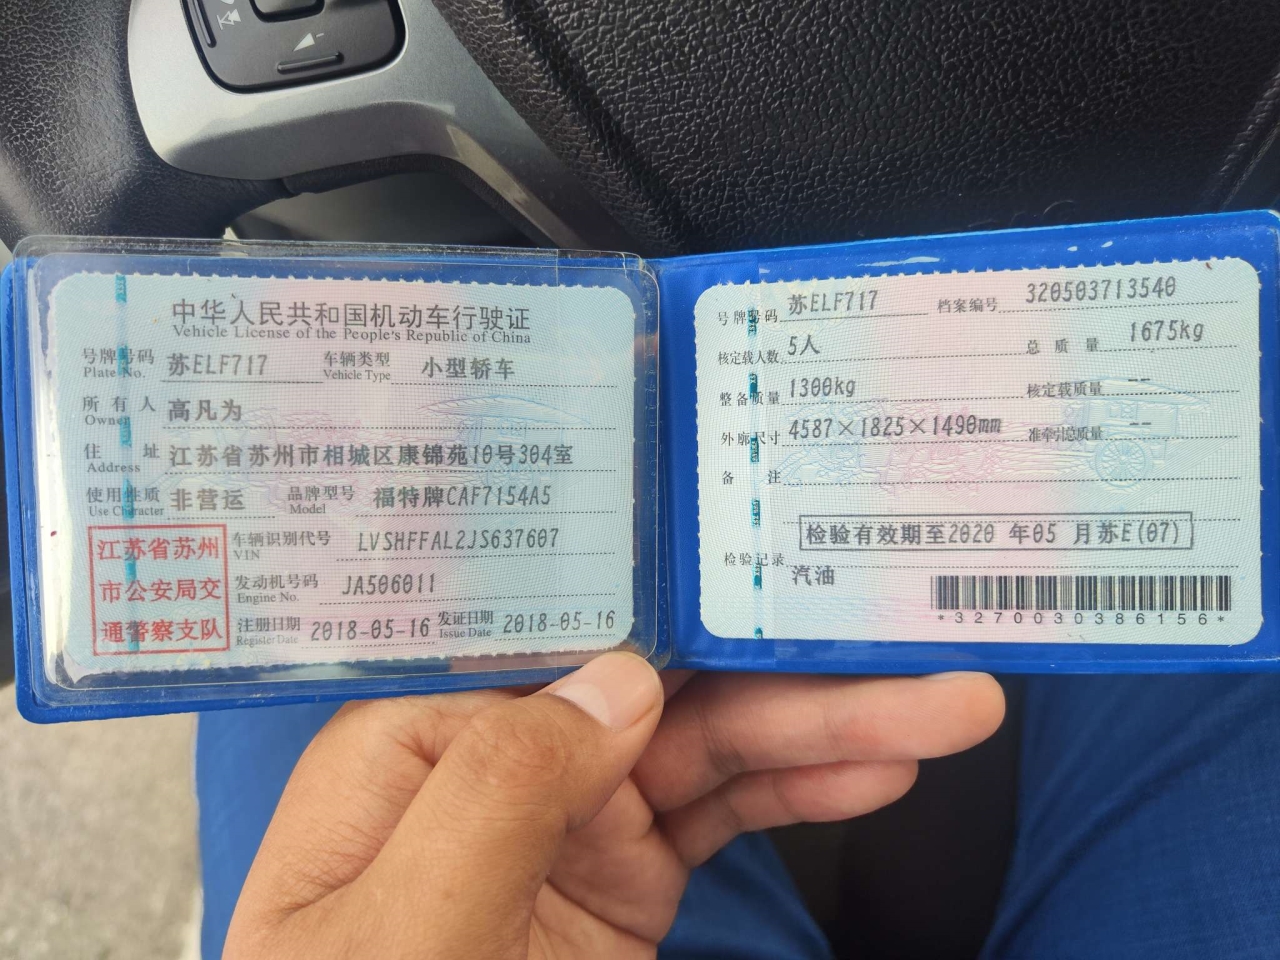 中华人民共和国机动车行驶证
Vehicle License of the People's Republic of China
号牌号码 苏ELF717 车辆类型 小型轿车
Plate No. Vehicle Type
所有人 高凡为
Owner
住址 江苏省苏州市相城区康锦苑10号304室
Address
使用性质 非营运 品牌型号 福特牌CAF7154A5
Use Character Model
江苏省苏州
市公安局交
通警察支队
车辆识别代号 LVSHFFAL2JS637607
VIN
发动机号码 JA506011
Engine No.
注册日期 2018-05-16 发证日期 2018-05-16
Register Date Issue Date
号牌号码 苏ELF717 档案编号 320503713540
核定载人数 5人 总质量 1675kg
整备质量 1300kg 核定载质量 --
外廓尺寸 4587×1825×1490mm 准牵引总质量 --
备注
检验有效期至2020 年05 月苏E(07)
检验记录
汽油
*3270030386156*